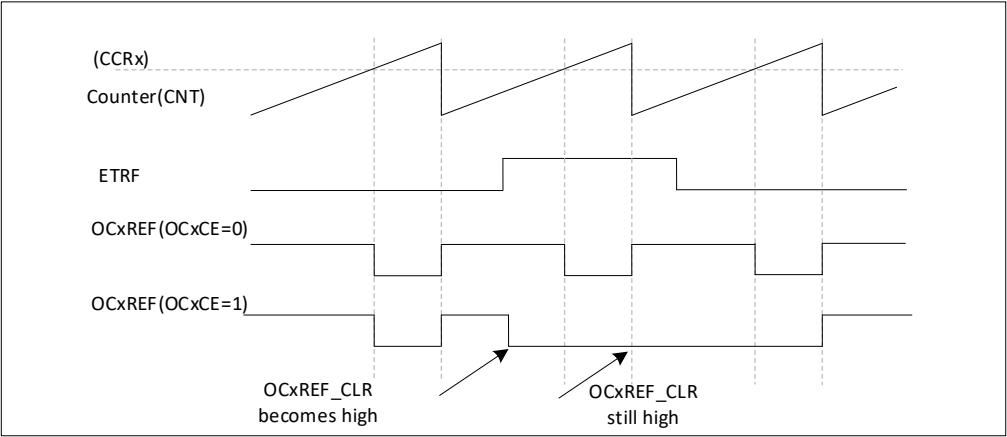 (CCRx)
Counter(CNT)
ETRF
OCxREF(OCxCE=0)
OCxREF(OCxCE=1)
OCxREF_CLR
becomes high
OCxREF_CLR
still high